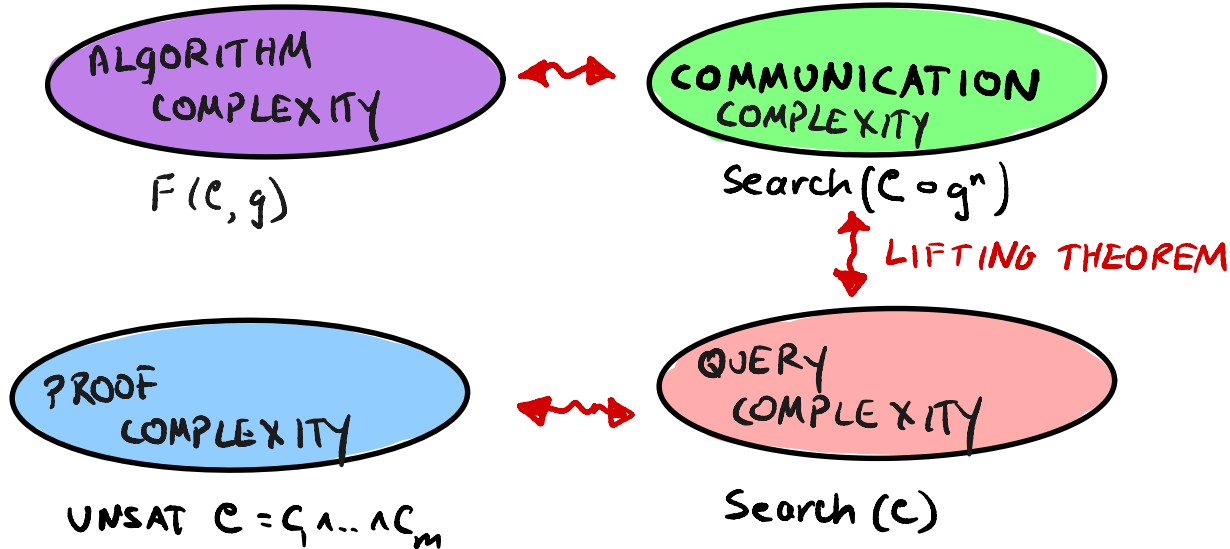 ALgORITHM
COMPLEXITY
F(C, g)
COMMUNICATION
COMPLEXITY
Search(C ∘ gⁿ)
LIFTING THEOREM
PROOF
COMPLEXITY
UNSAT C = C₁ ∧ .. ∧ Cₘ
QUERY
COMPLEXITY
Search (C)